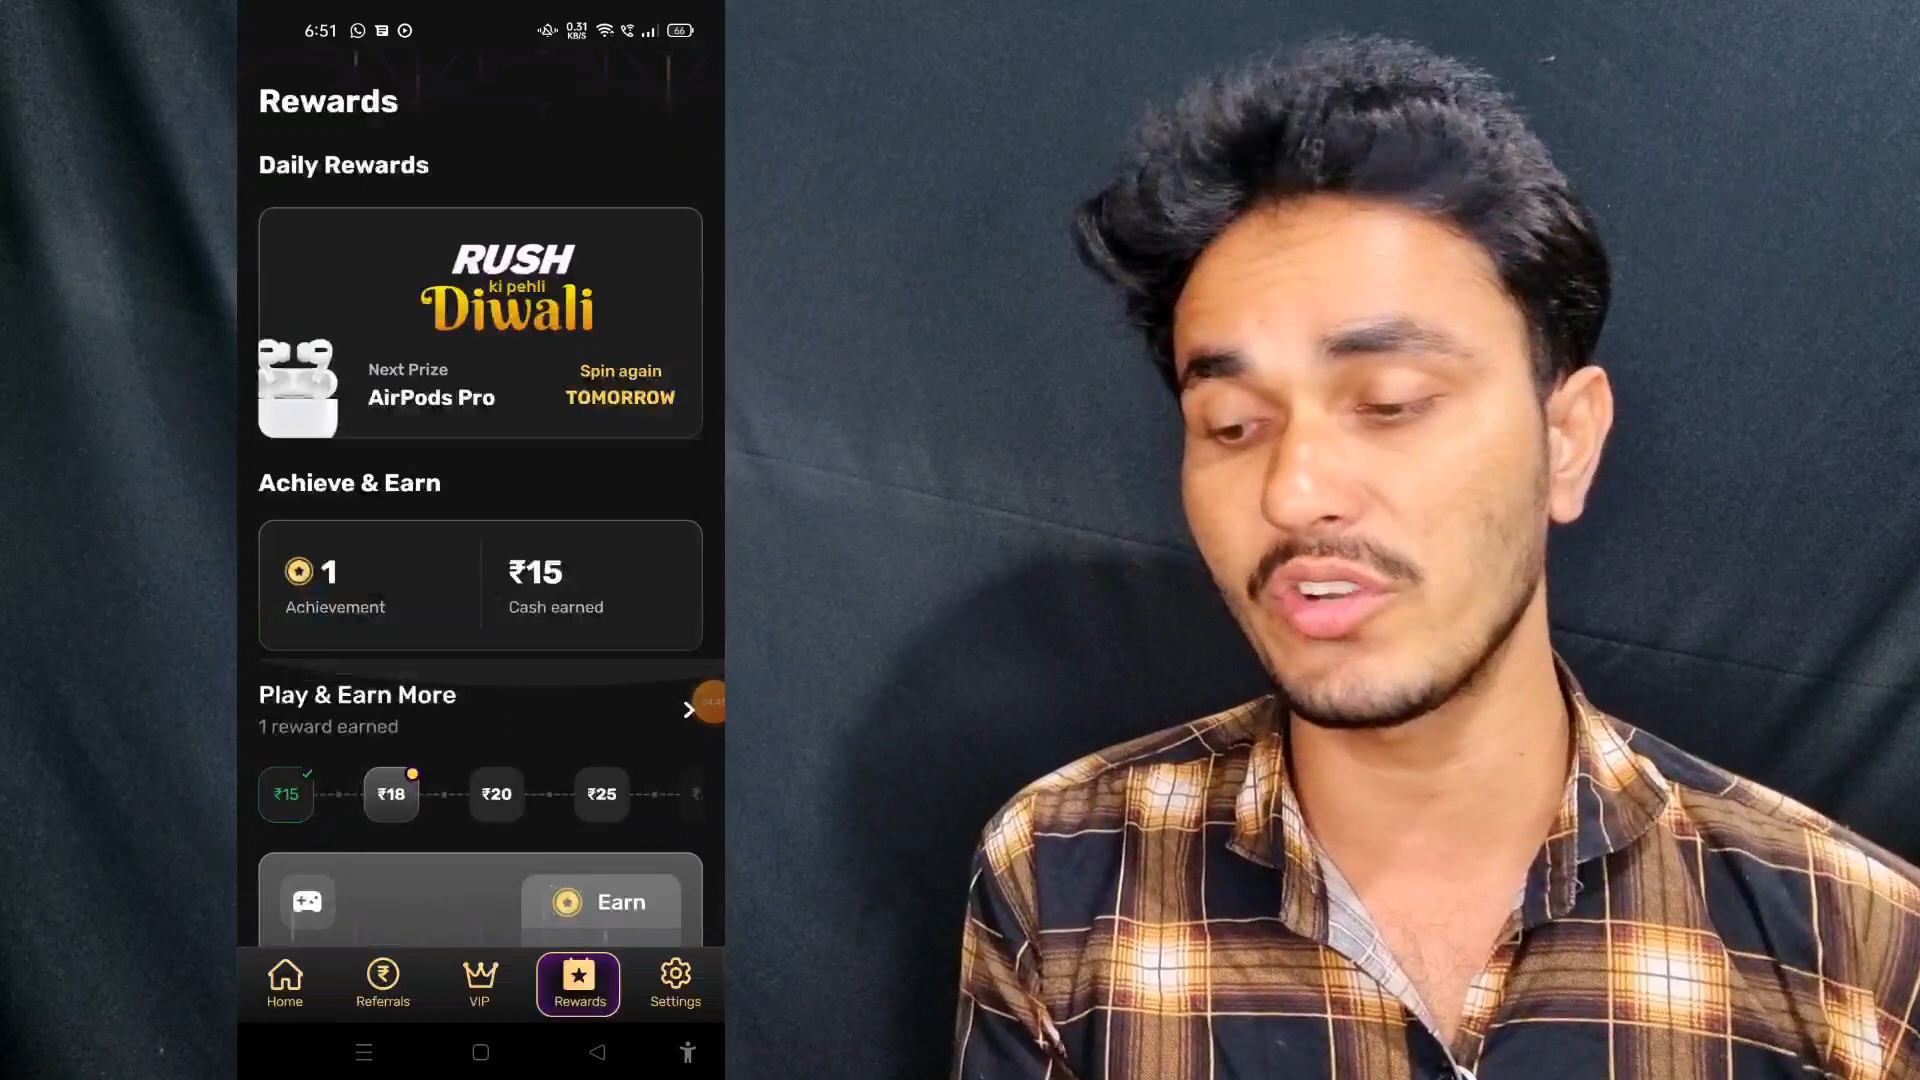 6:51
0.31
KB/S
66
Rewards
Daily Rewards
RUSH
ki pehli
Diwali
Next Prize
Spin again
AirPods Pro
TOMORROW
Achieve & Earn
1
₹15
Achievement
Cash earned
Play & Earn More
1 reward earned
₹15
₹18
₹20
₹25
Earn
Home
Referrals
VIP
Rewards
Settings